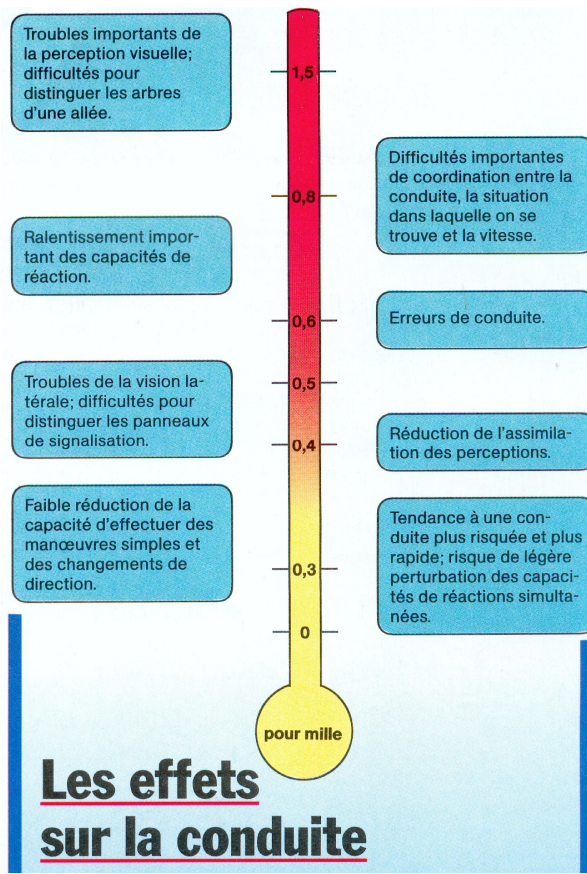 Troubles importants de
la perception visuelle;
difficultés pour
distinguer les arbres
d'une allée.
1,5
Difficultés importantes
de coordination entre la
conduite, la situation
dans laquelle on se
trouve et la vitesse.
0,8
Ralentissement impor-
tant des capacités de
réaction.
Erreurs de conduite.
0,6
Troubles de la vision la-
térale; difficultés pour
distinguer les panneaux
de signalisation.
0,5
Réduction de l'assimila-
tion des perceptions.
0,4
Faible réduction de la
capacité d'effectuer des
manœuvres simples et
des changements de
direction.
Tendance à une con-
duite plus risquée et plus
rapide; risque de légère
perturbation des capaci-
tés de réactions simulta-
nées.
0,3
0
pour mille
Les effets
sur la conduite